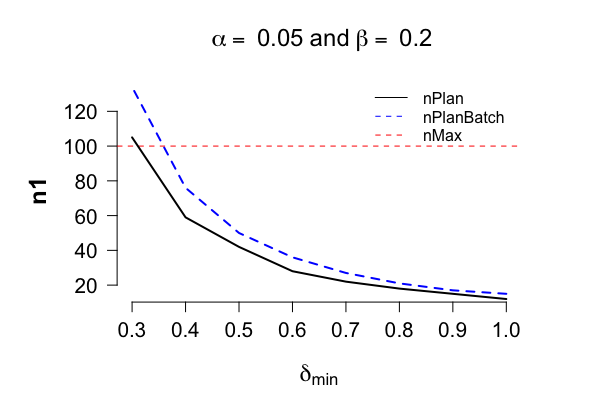 α = 0.05 and β = 0.2
nPlan
nPlanBatch
nMax
n1
120
100
80
60
40
20
0.3 0.4 0.5 0.6 0.7 0.8 0.9 1.0
δmin